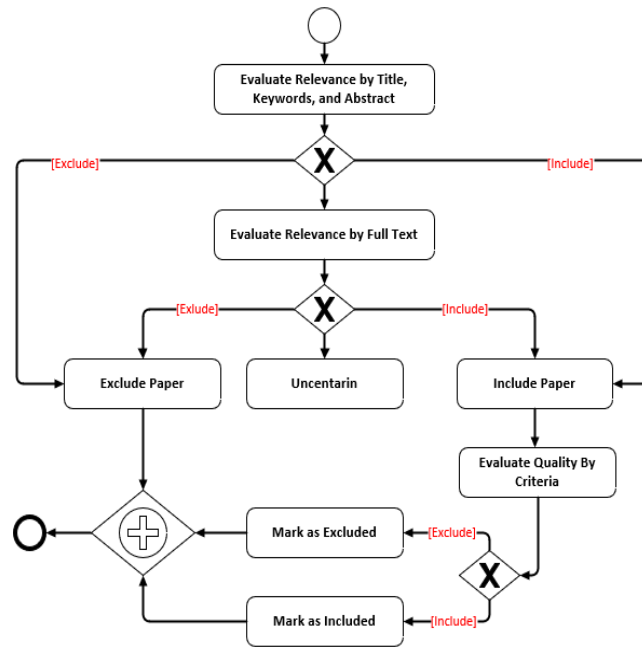 Evaluate Relevance by Title,
Keywords, and Abstract
[Exclude]
X
[Include]
Evaluate Relevance by Full Text
[Exlude]
X
[Include]
Exclude Paper
Uncentarin
Include Paper
Evaluate Quality By
Criteria
Mark as Excluded
[Exclude]
X
Mark as Included
[Include]